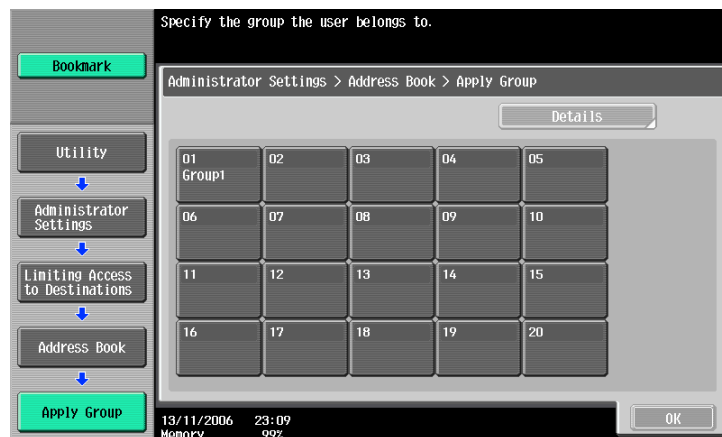 Specify the group the user belongs to.
Bookmark
Administrator Settings > Address Book > Apply Group
Details
Utility
Administrator
Settings
Limiting Access
to Destinations
Address Book
Apply Group
01
Group1
02
03
04
05
06
07
08
09
10
11
12
13
14
15
16
17
18
19
20
13/11/2006 23:09
Memory 99%
OK